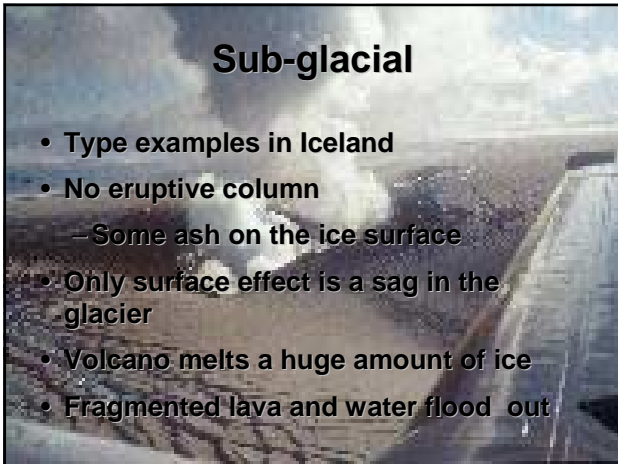 Sub-glacial
• Type examples in Iceland
• No eruptive column
–Some ash on the ice surface
• Only surface effect is a sag in the
glacier
• Volcano melts a huge amount of ice
• Fragmented lava and water flood out